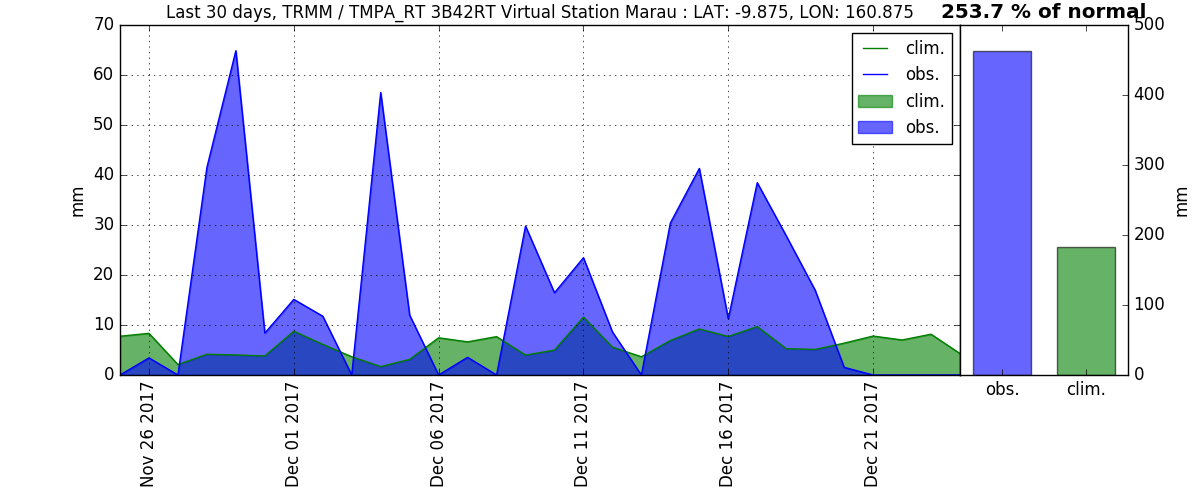 Last 30 days, TRMM / TMPA_RT 3B42RT Virtual Station Marau : LAT: -9.875, LON: 160.875
253.7 % of normal
70
60
50
40
30
20
10
0
mm
clim.
obs.
clim.
obs.
Nov 26 2017
Dec 01 2017
Dec 06 2017
Dec 11 2017
Dec 16 2017
Dec 21 2017
500
400
300
200
100
0
mm
obs.
clim.